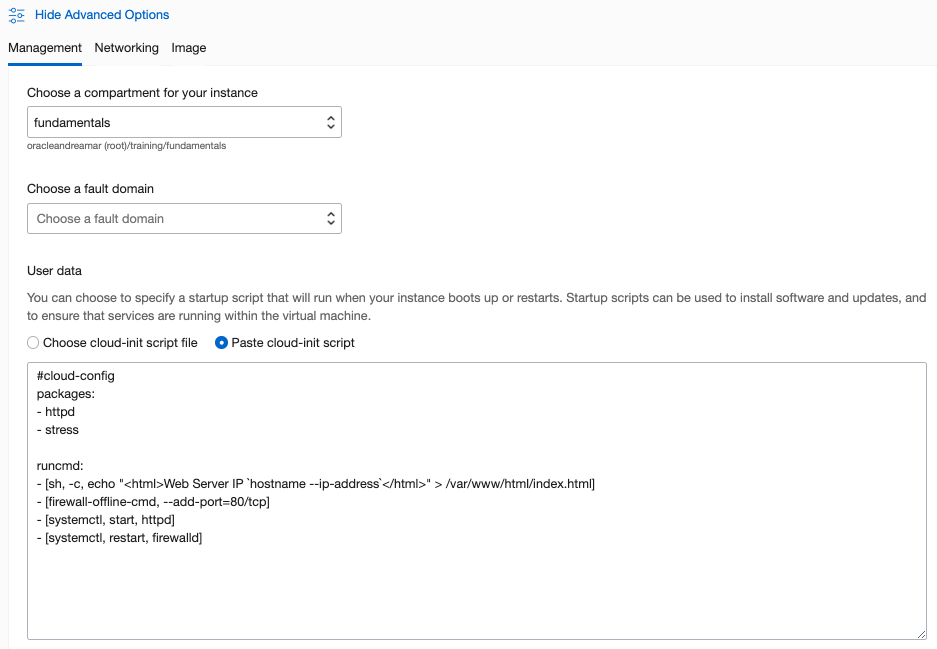 Hide Advanced Options
Management Networking Image
Choose a compartment for your instance
fundamentals
oracleandreamar (root)/training/fundamentals
Choose a fault domain
Choose a fault domain
User data
You can choose to specify a startup script that will run when your instance boots up or restarts. Startup scripts can be used to install software and updates, and
to ensure that services are running within the virtual machine.
Choose cloud-init script file Paste cloud-init script
#cloud-config
packages:
- httpd
- stress
runcmd:
- [sh, -c, echo "<html>Web Server IP `hostname --ip-address`</html>" > /var/www/html/index.html]
- [firewall-offline-cmd, --add-port=80/tcp]
- [systemctl, start, httpd]
- [systemctl, restart, firewalld]